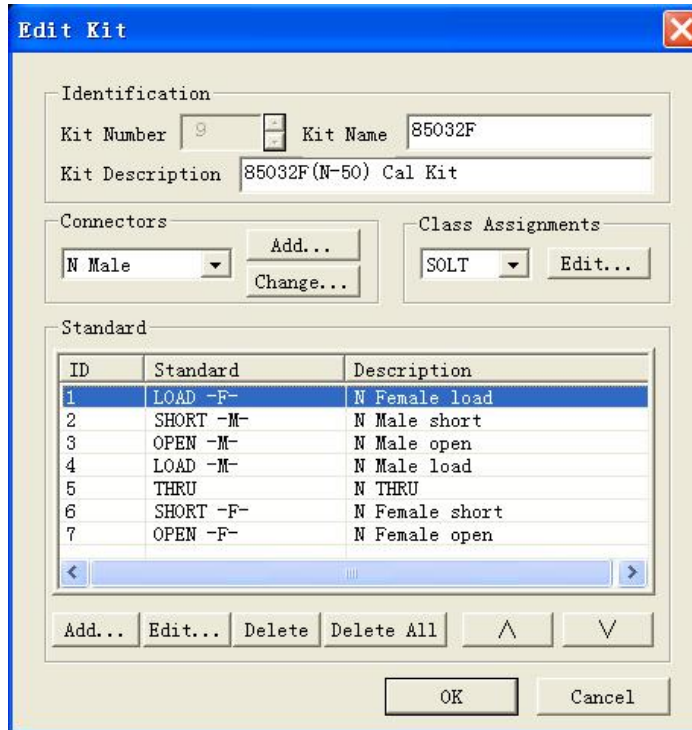 Edit Kit
Identification
Kit Number 9 Kit Name 85032F
Kit Description 85032F(N-50) Cal Kit
Connectors Class Assignments
N Male Add... SOLT Edit...
Change...
Standard
ID Standard Description
1 LOAD -F- N Female load
2 SHORT -M- N Male short
3 OPEN -M- N Male open
4 LOAD -M- N Male load
5 THRU N THRU
6 SHORT -F- N Female short
7 OPEN -F- N Female open
Add... Edit... Delete Delete All
OK Cancel